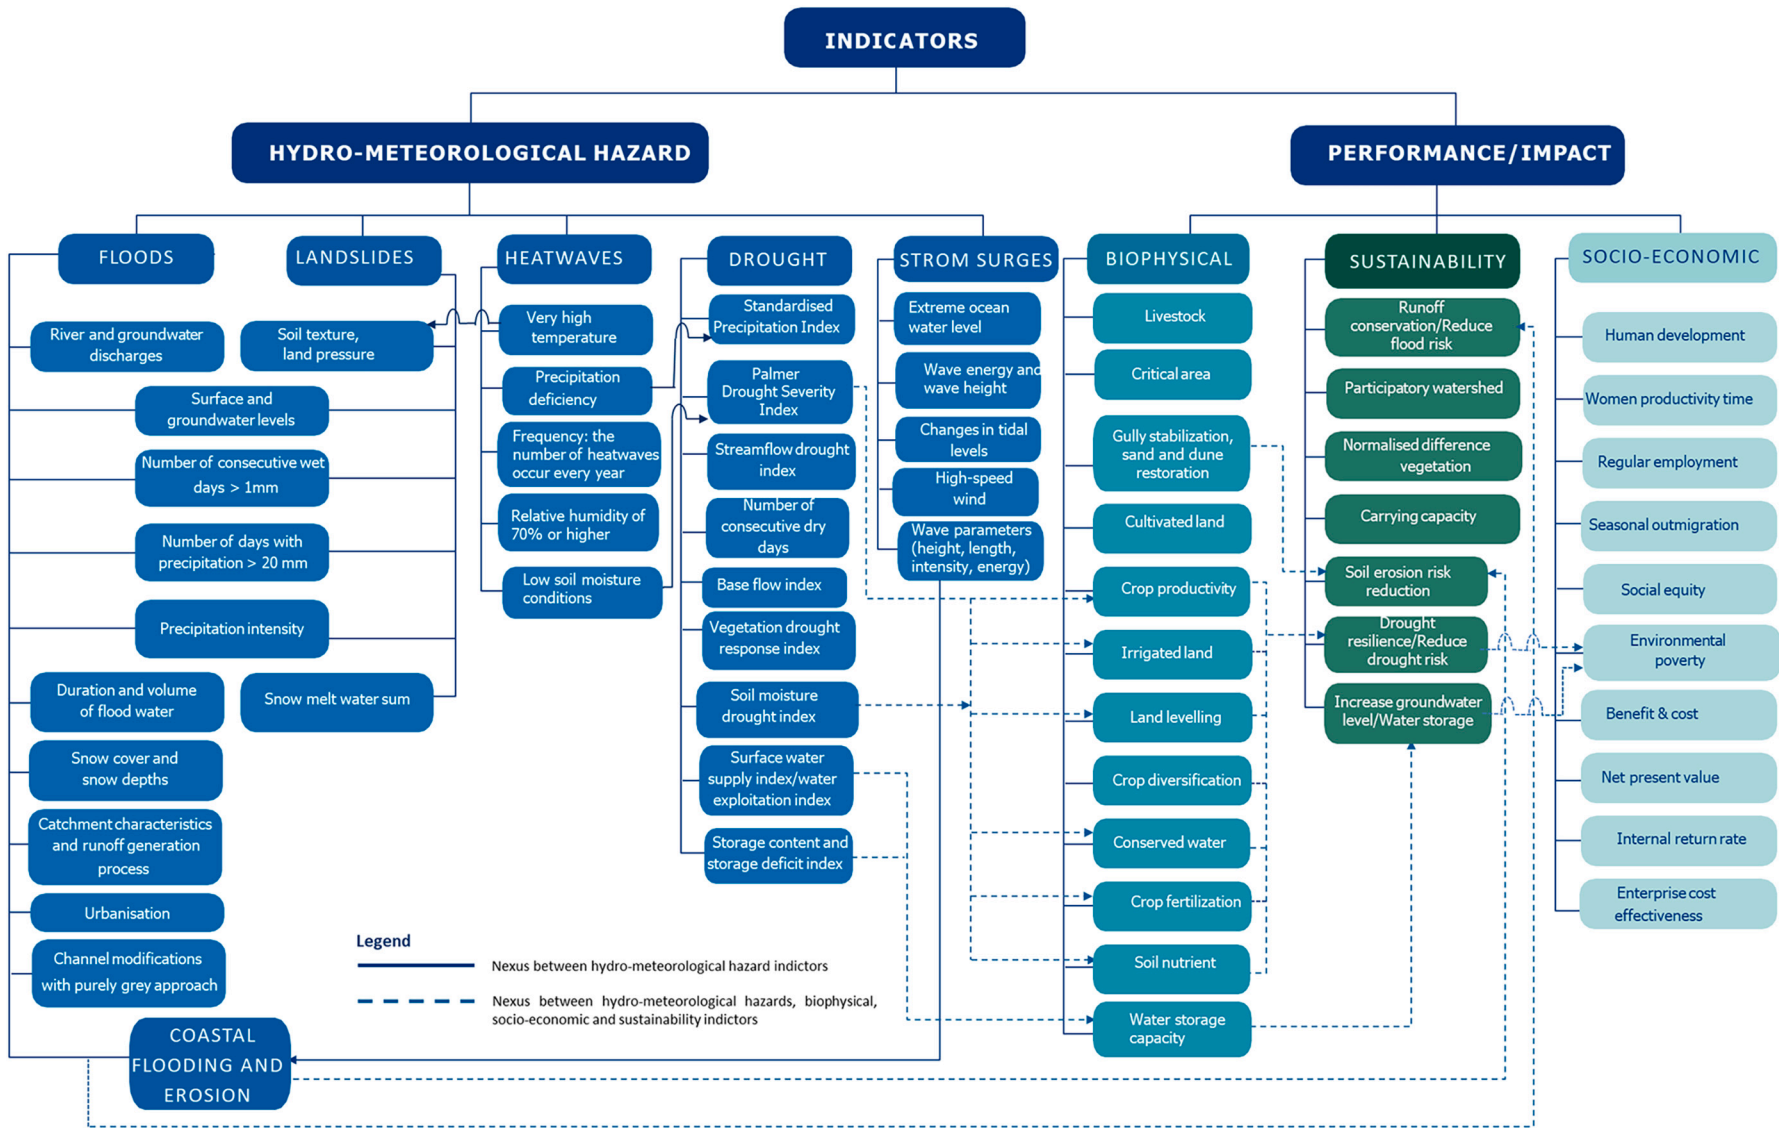 INDICATORS
HYDRO-METEOROLOGICAL HAZARD
PERFORMANCE/IMPACT
FLOODS
River and groundwater
discharges
Surface and
groundwater levels
Number of consecutive wet
days > 1mm
Number of days with
precipitation > 20 mm
Precipitation intensity
Duration and volume
of flood water
Snow cover and
snow depths
Catchment characteristics
and runoff generation
process
Urbanisation
Channel modifications
with purely grey approach
COASTAL
FLOODING AND
EROSION
LANDSLIDES
Soil texture,
land pressure
Snow melt water sum
HEATWAVES
Very high
temperature
Precipitation
deficiency
Frequency: the
number of heatwaves
occur every year
Relative humidity of
70% or higher
Low soil moisture
conditions
DROUGHT
Standardised
Precipitation Index
Palmer
Drought Severity
Index
Streamflow drought
index
Number of
consecutive dry
days
Base flow index
Vegetation drought
response index
Soil moisture
drought index
Surface water
supply index/water
exploitation index
Storage content and
storage deficit index
STROM SURGES
Extreme ocean
water level
Wave energy and
wave height
Changes in tidal
levels
High-speed
wind
Wave parameters
(height, length,
intensity, energy)
BIOPHYSICAL
Livestock
Critical area
Gully stabilization,
sand and dune
restoration
Cultivated land
Crop productivity
Irrigated land
Land levelling
Crop diversification
Conserved water
Crop fertilization
Soil nutrient
Water storage
capacity
SUSTAINABILITY
Runoff
conservation/Reduce
flood risk
Participatory watershed
Normalised difference
vegetation
Carrying capacity
Soil erosion risk
reduction
Drought
resilience/Reduce
drought risk
Increase groundwater
level/Water storage
SOCIO-ECONOMIC
Human development
Women productivity time
Regular employment
Seasonal outmigration
Social equity
Environmental
poverty
Benefit & cost
Net present value
Internal return rate
Enterprise cost
effectiveness
Legend
Nexus between hydro-meteorological hazard indictors
Nexus between hydro-meteorological hazards, biophysical,
socio-economic and sustainability indictors